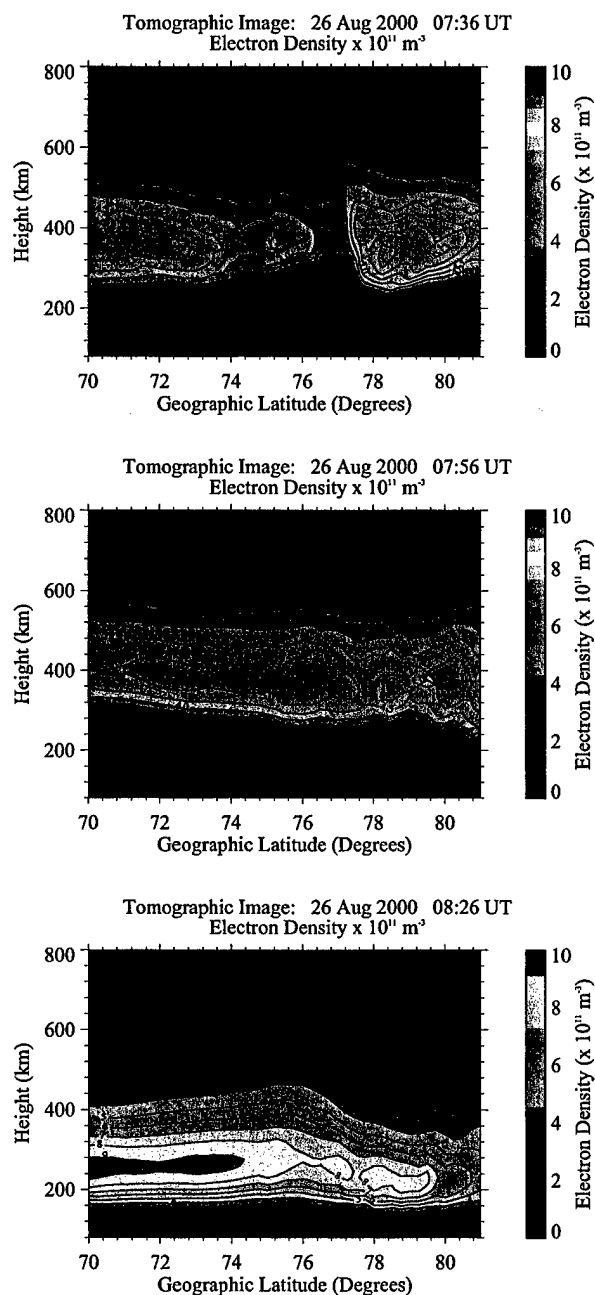 Tomographic Image: 26 Aug 2000 07:36 UT
Electron Density x 10¹¹ m⁻³
800
600
400
200
Height (km)
70 72 74 76 78 80
Geographic Latitude (Degrees)
10
8
6
4
2
0
Electron Density (x 10¹¹ m⁻³)
Tomographic Image: 26 Aug 2000 07:56 UT
Electron Density x 10¹¹ m⁻³
800
600
400
200
Height (km)
70 72 74 76 78 80
Geographic Latitude (Degrees)
10
8
6
4
2
0
Electron Density (x 10¹¹ m⁻³)
Tomographic Image: 26 Aug 2000 08:26 UT
Electron Density x 10¹¹ m⁻³
800
600
400
200
Height (km)
70 72 74 76 78 80
Geographic Latitude (Degrees)
10
8
6
4
2
0
Electron Density (x 10¹¹ m⁻³)